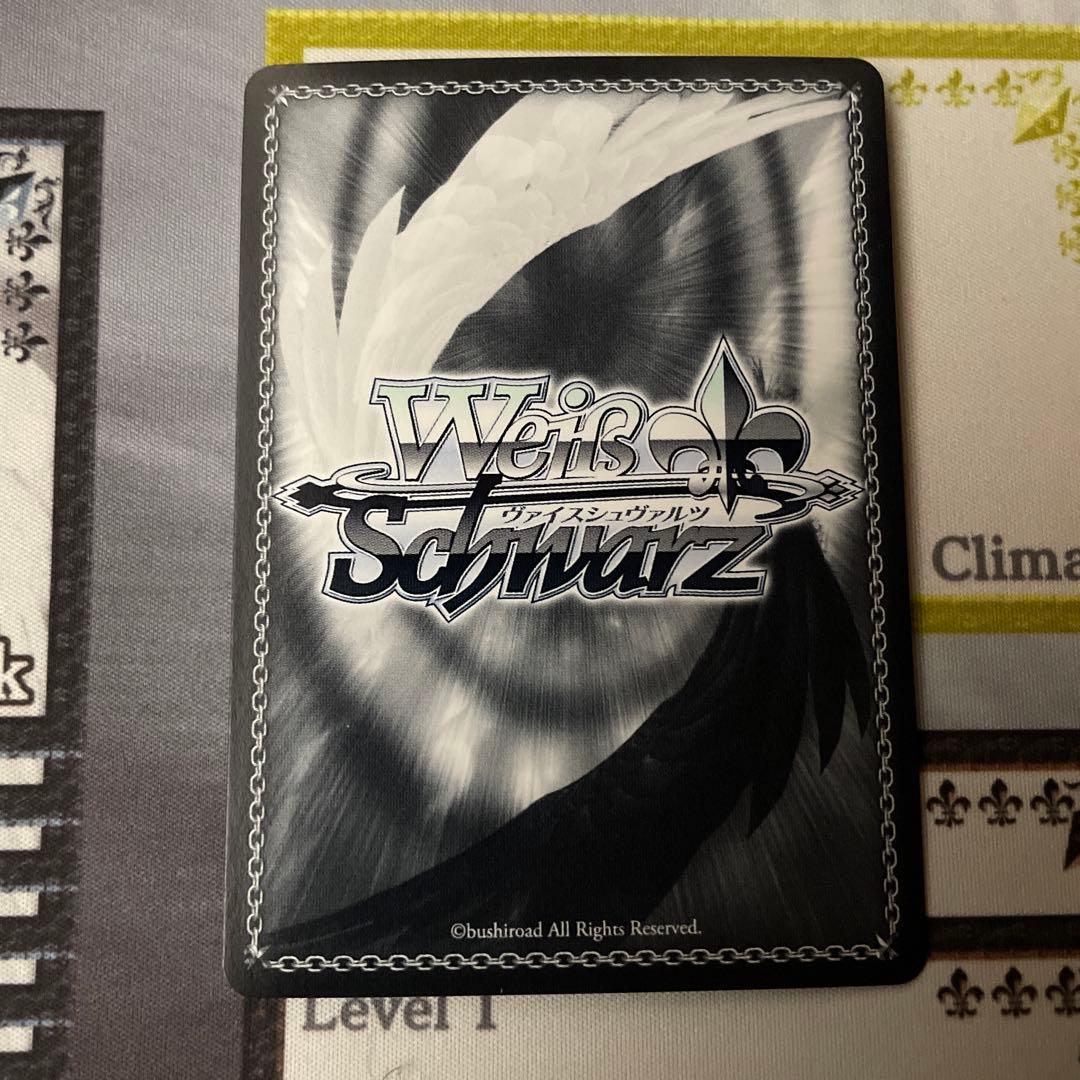 Weiß
ヴァイスシュヴァルツ
Schwarz
©bushiroad All Rights Reserved.
Clima
k
Level 1